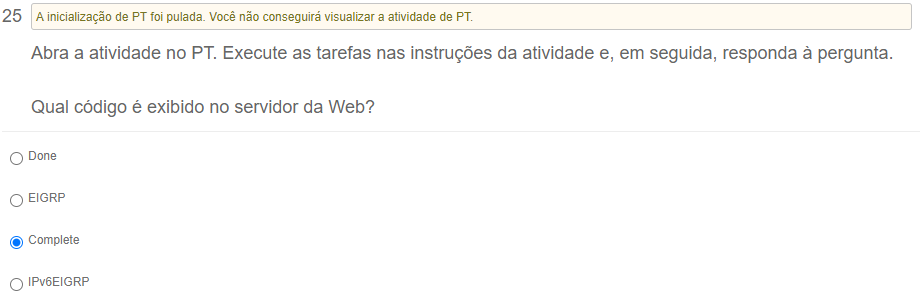 25
A inicialização de PT foi pulada. Você não conseguirá visualizar a atividade de PT.
Abra a atividade no PT. Execute as tarefas nas instruções da atividade e, em seguida, responda à pergunta.
Qual código é exibido no servidor da Web?
Done
EIGRP
Complete
IPv6EIGRP